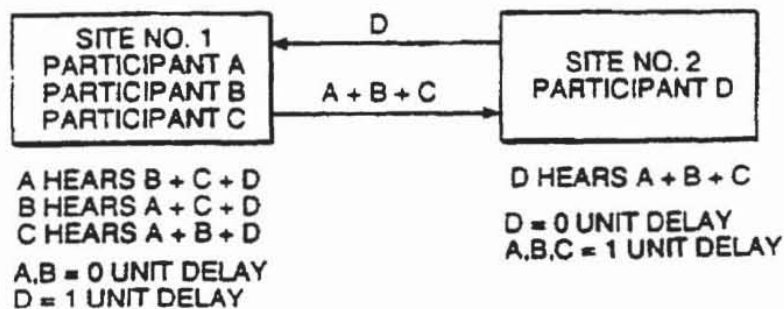 SITE NO. 1
PARTICIPANT A
PARTICIPANT B
PARTICIPANT C
D
A + B + C
SITE NO. 2
PARTICIPANT D
A HEARS B + C + D
B HEARS A + C + D
C HEARS A + B + D
A,B = 0 UNIT DELAY
D = 1 UNIT DELAY
D HEARS A + B + C
D = 0 UNIT DELAY
A,B,C = 1 UNIT DELAY